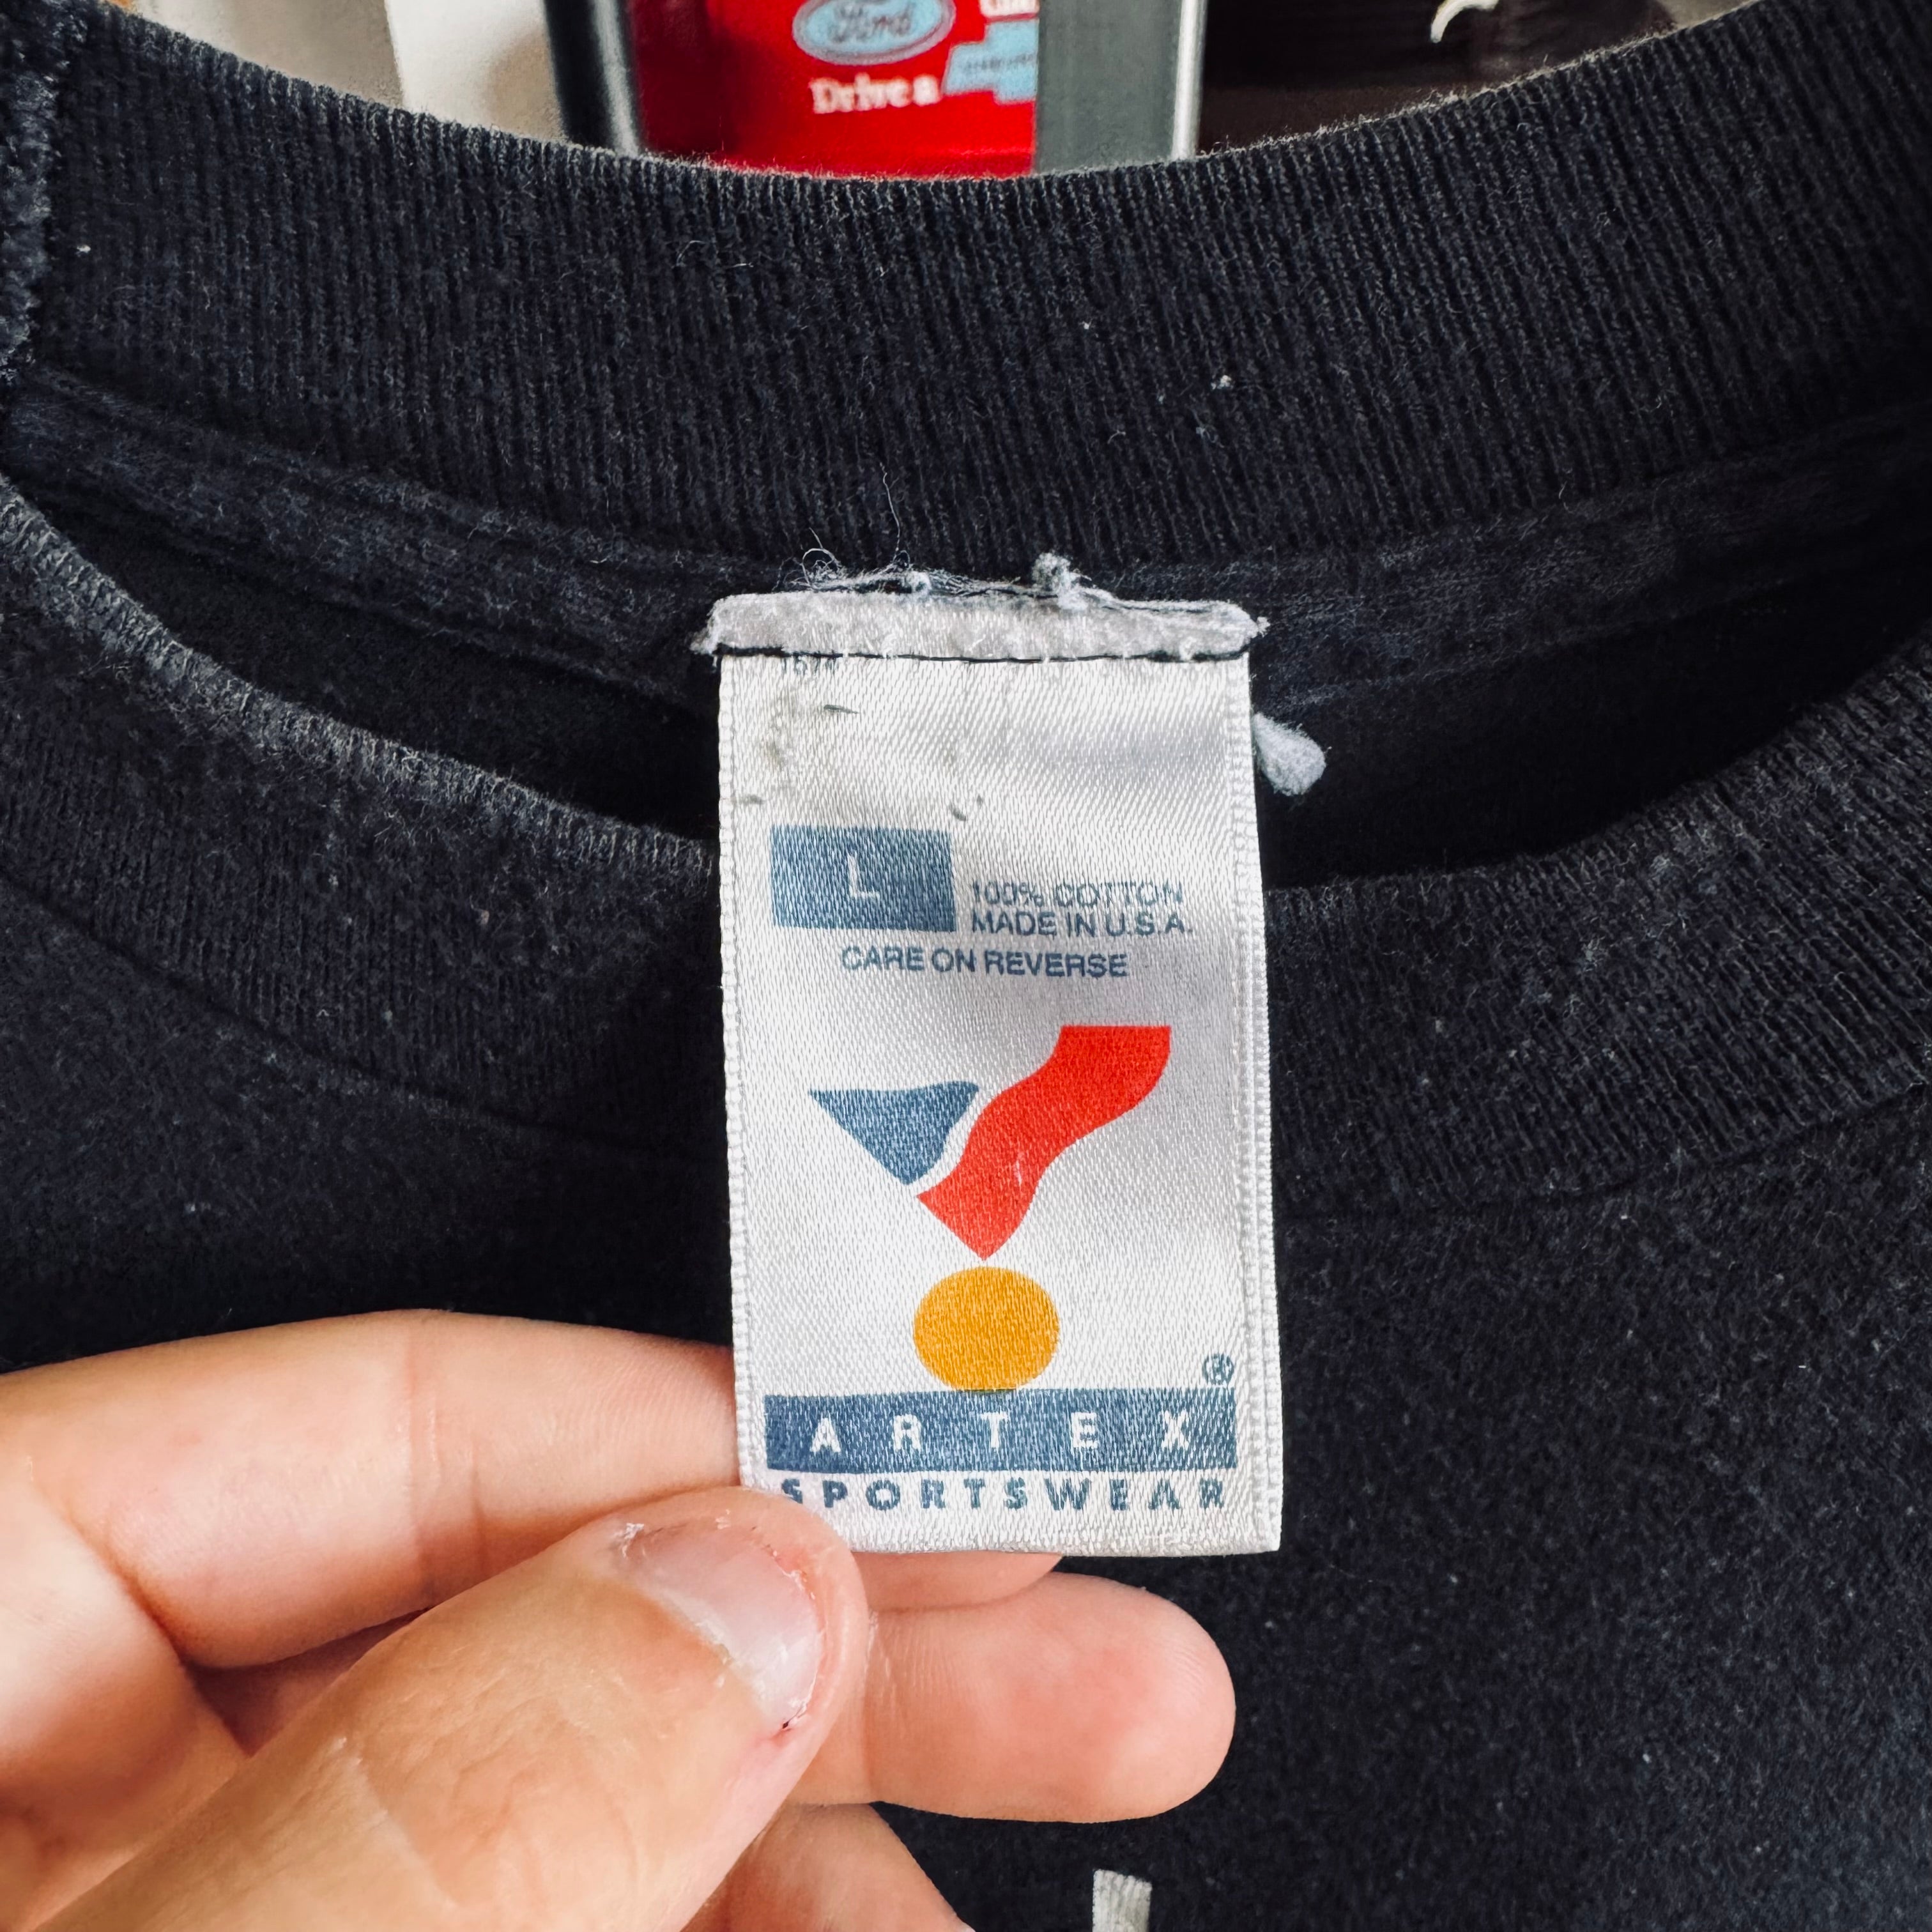 Ford
Drive a
L
100% COTTON
MADE IN U.S.A.
CARE ON REVERSE
®
ARTEX
SPORTSWEAR